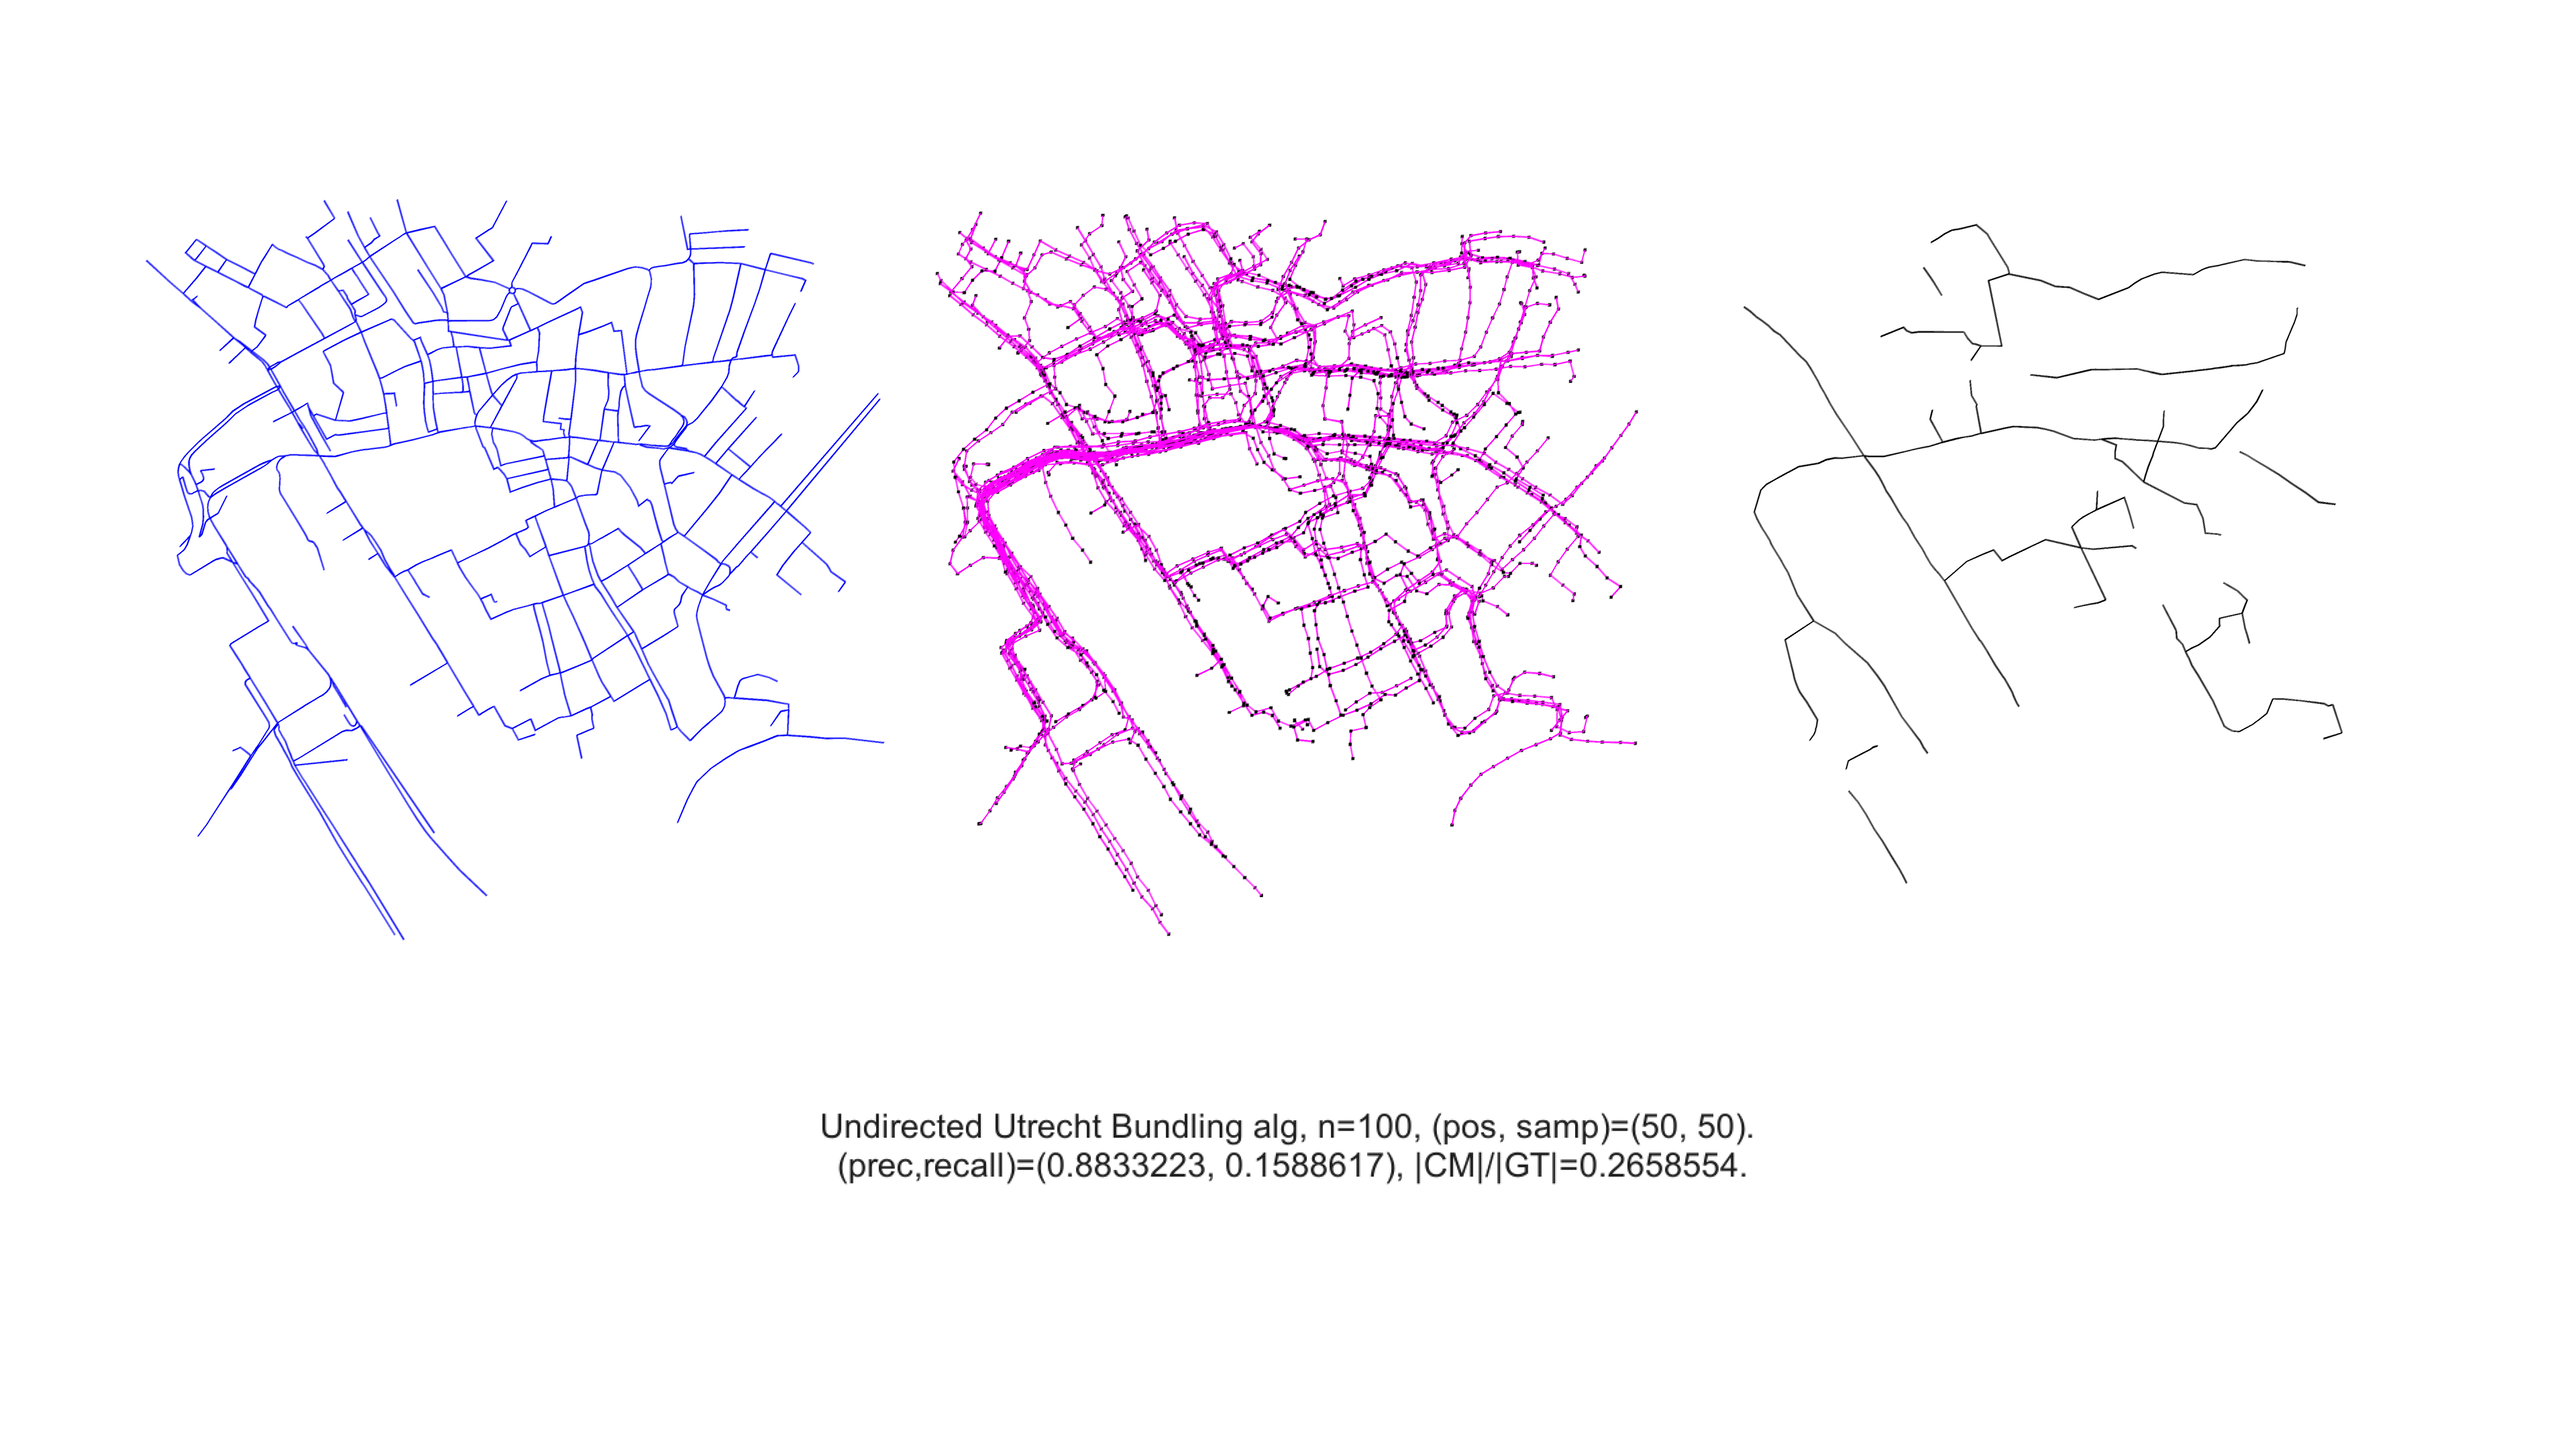 Undirected Utrecht Bundling alg, n=100, (pos, samp)=(50, 50).
(prec,recall)=(0.8833223, 0.1588617), |CM|/|GT|=0.2658554.